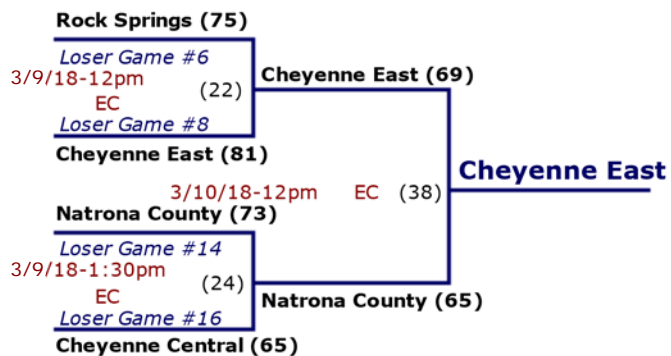 Rock Springs (75)
Loser Game #6
3/9/18-12pm
(22)
Cheyenne East (69)
EC
Loser Game #8
Cheyenne East (81)
Cheyenne East
3/10/18-12pm EC (38)
Natrona County (73)
Loser Game #14
3/9/18-1:30pm
(24)
EC
Natrona County (65)
Loser Game #16
Cheyenne Central (65)